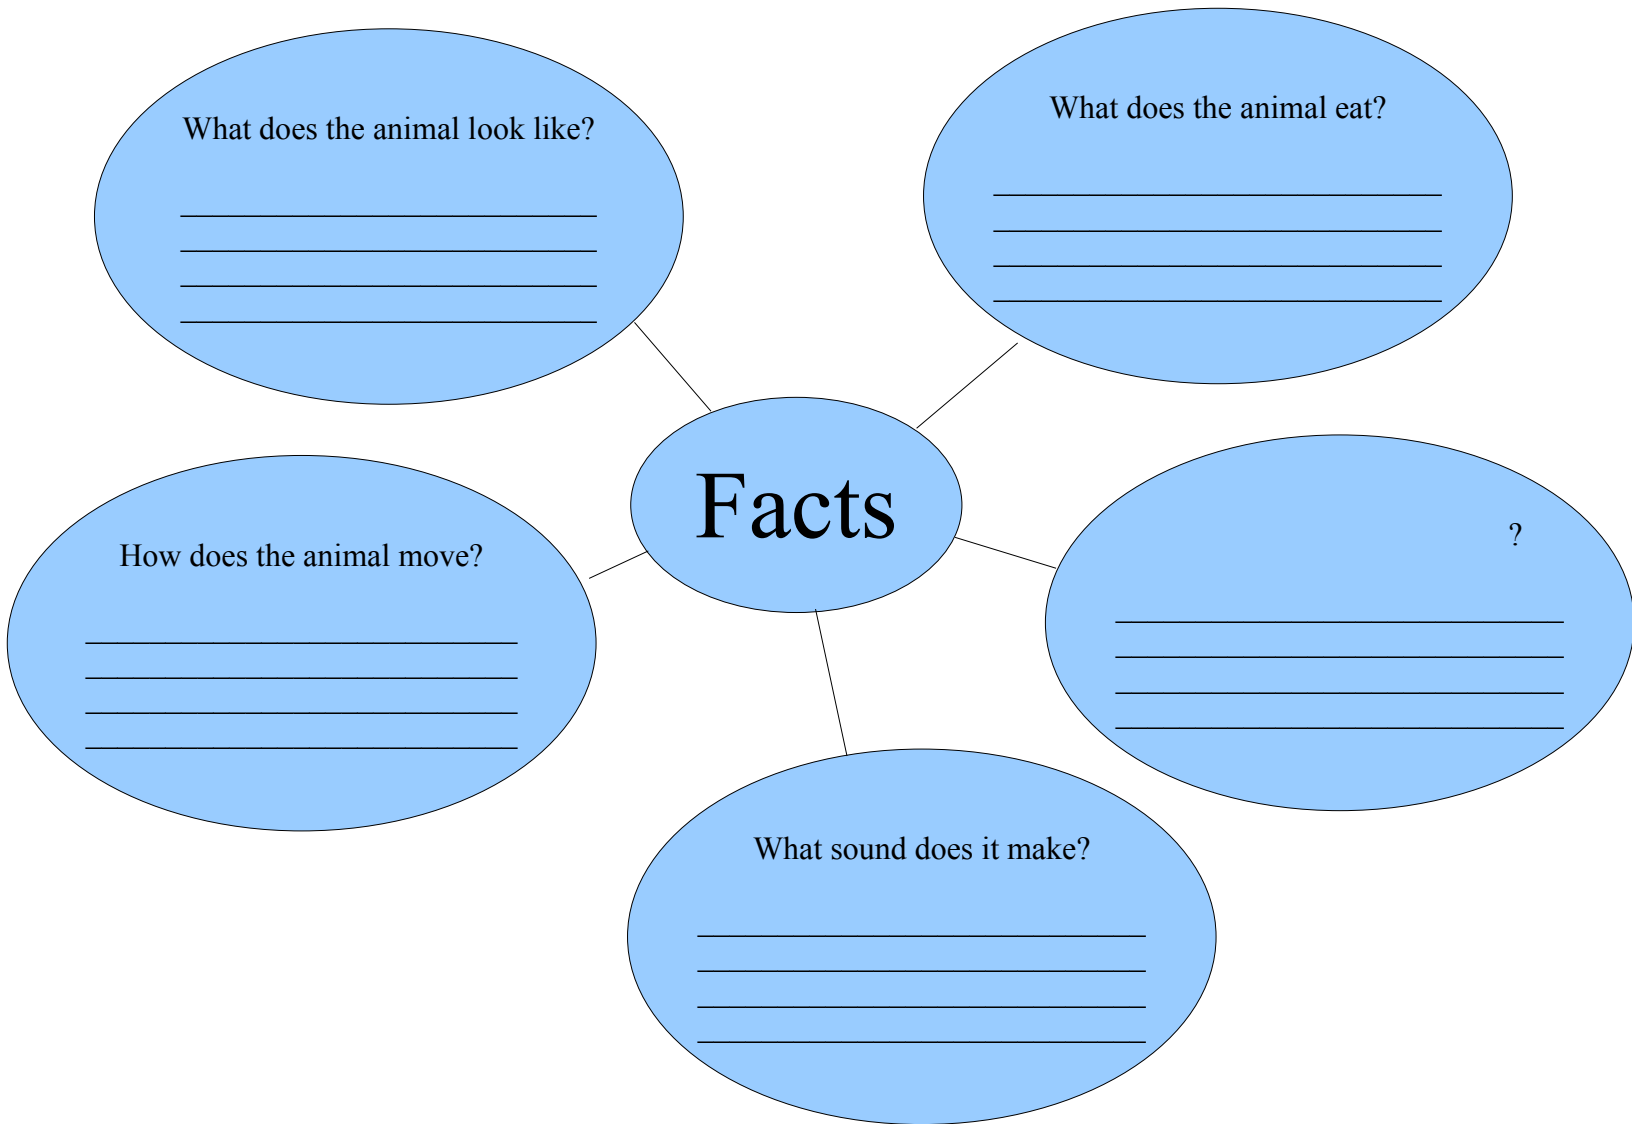 What does the animal look like?
What does the animal eat?
Facts
How does the animal move?
?
What sound does it make?